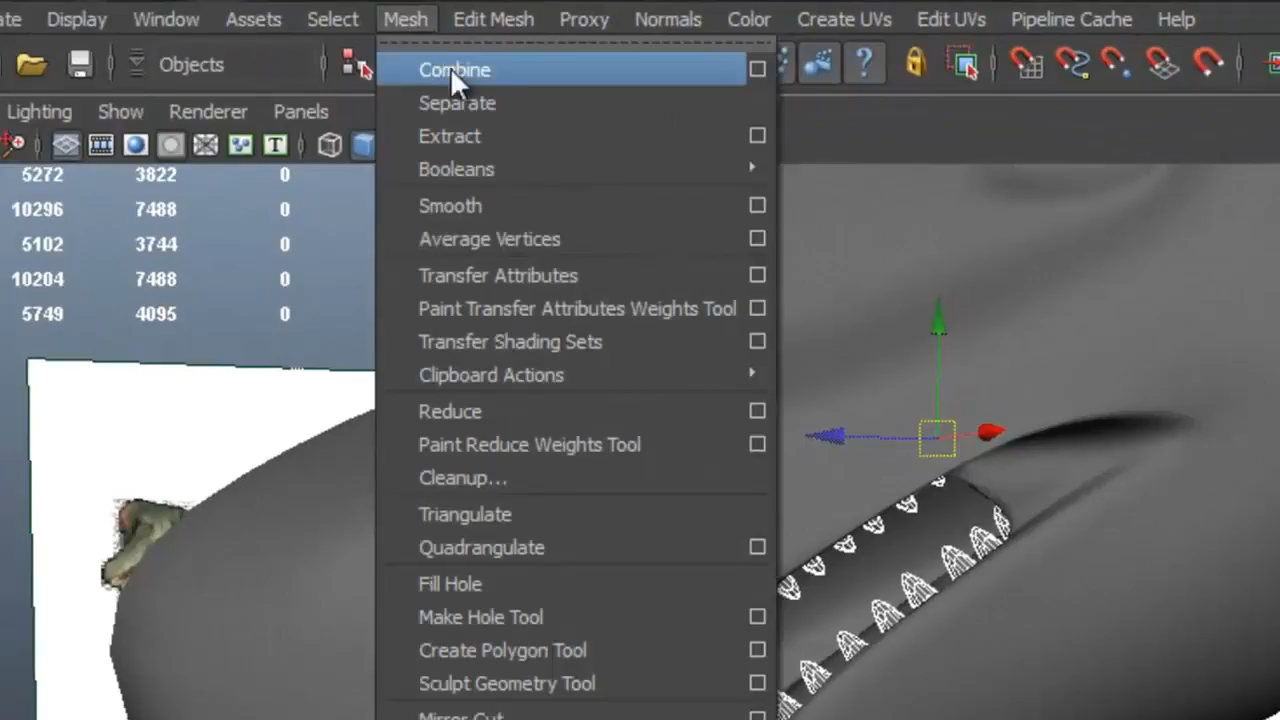 Display Window Assets Select Mesh Edit Mesh Proxy Normals Color Create UVs Edit UVs Pipeline Cache Help
Objects
?
Lighting Show Renderer Panels
T
5272 3822 0
10296 7488 0
5102 3744 0
10204 7488 0
5749 4095 0
Combine
Separate
Extract
Booleans
Smooth
Average Vertices
Transfer Attributes
Paint Transfer Attributes Weights Tool
Transfer Shading Sets
Clipboard Actions
Reduce
Paint Reduce Weights Tool
Cleanup...
Triangulate
Quadrangulate
Fill Hole
Make Hole Tool
Create Polygon Tool
Sculpt Geometry Tool
Mirror Cut